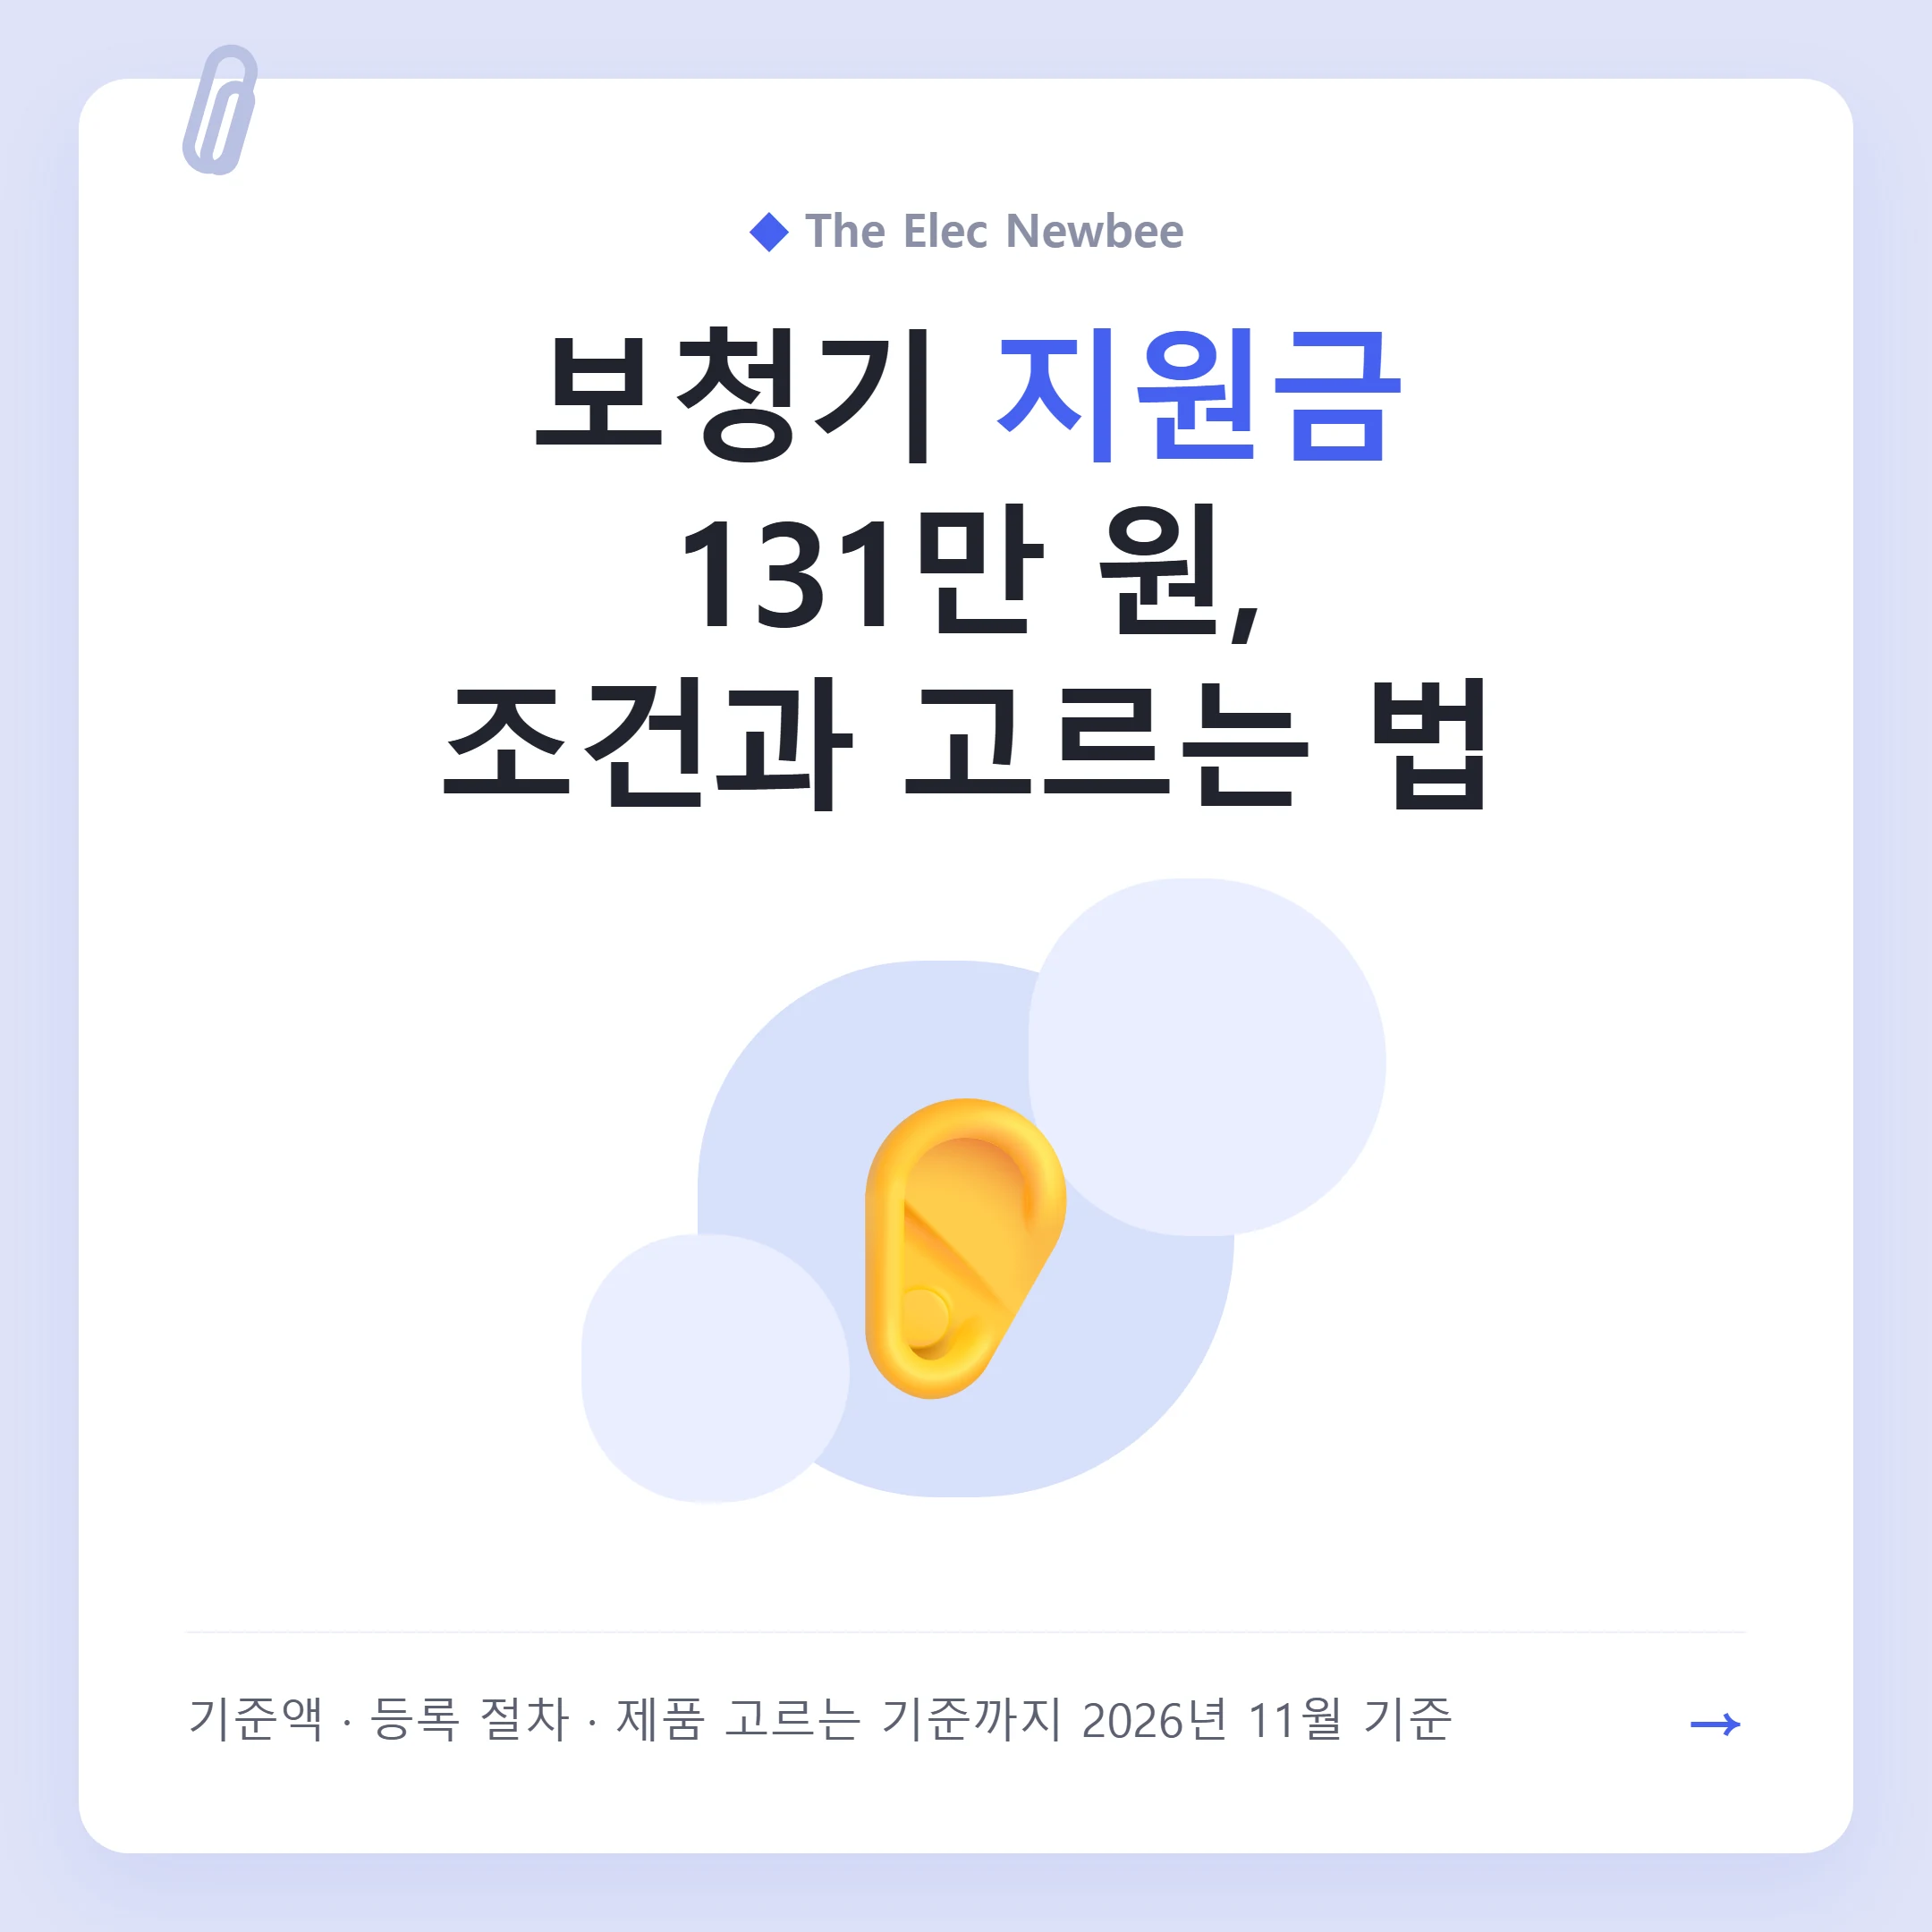 The Elec Newbee
보청기 지원금
131만 원,
조건과 고르는 법
기준액 · 등록 절차 · 제품 고르는 기준까지 2026년 11월 기준
→